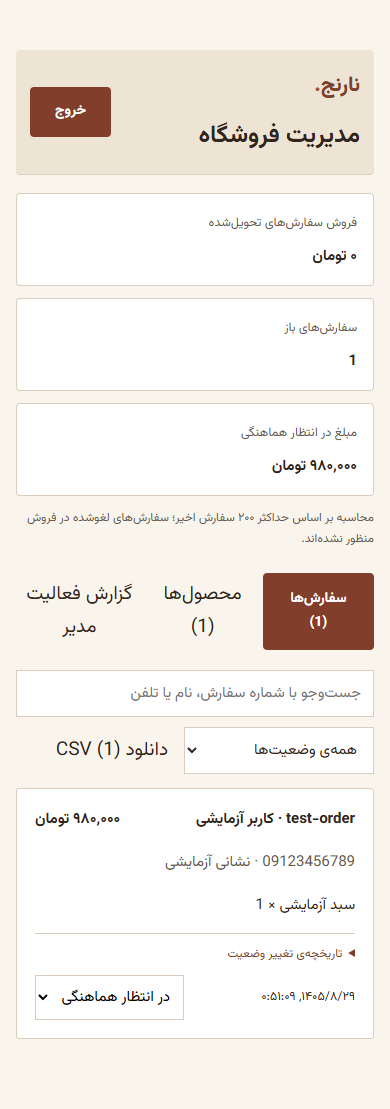 نارنج.
مدیریت فروشگاه
خروج
فروش سفارش‌های تحویل‌شده
۰ تومان
سفارش‌های باز
1
مبلغ در انتظار هماهنگی
۹۸۰,۰۰۰ تومان
محاسبه بر اساس حداکثر ۲۰۰ سفارش اخیر؛ سفارش‌های لغوشده در فروش
منظور نشده‌اند.
سفارش‌ها
(1)
محصول‌ها
(1)
گزارش فعالیت
مدیر
جست‌وجو با شماره سفارش، نام یا تلفن
همه‌ی وضعیت‌ها
دانلود CSV (1)
test-order · کاربر آزمایشی
۹۸۰,۰۰۰ تومان
09123456789 · نشانی آزمایشی
سبد آزمایشی × 1
تاریخچه‌ی تغییر وضعیت
۱۴۰۵/۸/۲۹, ۰:۵۱:۰۹
در انتظار هماهنگی